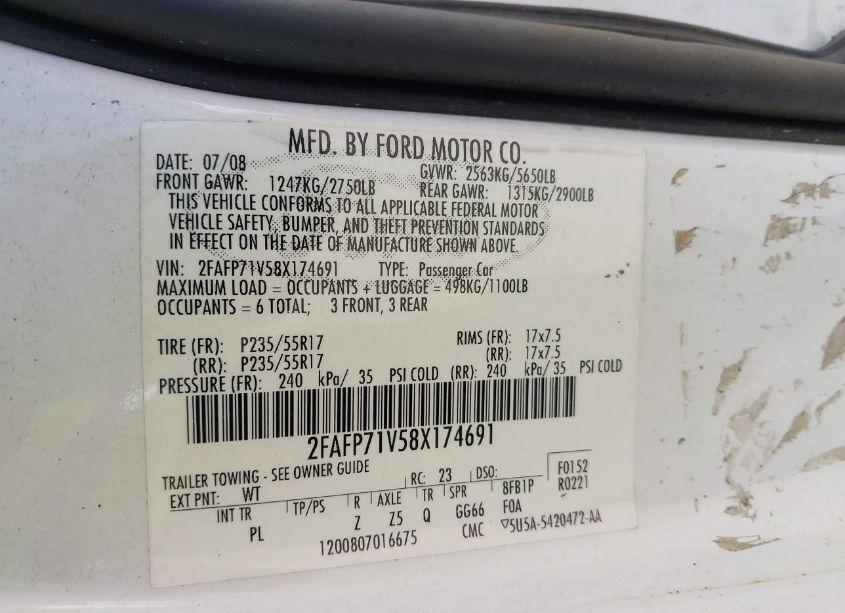 MFD. BY FORD MOTOR CO.
DATE: 07/08 GVWR: 2563KG/5650LB
FRONT GAWR: 1247KG/2750LB REAR GAWR: 1315KG/2900LB
THIS VEHICLE CONFORMS TO ALL APPLICABLE FEDERAL MOTOR
VEHICLE SAFETY, BUMPER, AND THEFT PREVENTION STANDARDS
IN EFFECT ON THE DATE OF MANUFACTURE SHOWN ABOVE.
VIN: 2FAFP71V58X174691 TYPE: Passenger Car
MAXIMUM LOAD = OCCUPANTS + LUGGAGE = 498KG/1100LB
OCCUPANTS = 6 TOTAL; 3 FRONT, 3 REAR
TIRE (FR): P235/55R17 RIMS (FR): 17x7.5
(RR): P235/55R17 (RR): 17x7.5
PRESSURE (FR): 240 kPa/ 35 PSI COLD (RR): 240 kPa/ 35 PSI COLD
2FAFP71V58X174691
TRAILER TOWING - SEE OWNER GUIDE
EXT PNT: WT RC: 23 DSO: F0152
INT TR TP/PS R AXLE TR SPR 8FB1P R0221
PL Z Z5 Q GG66 FOA
1200807016675 CMC ▽5U5A-5420472-AA